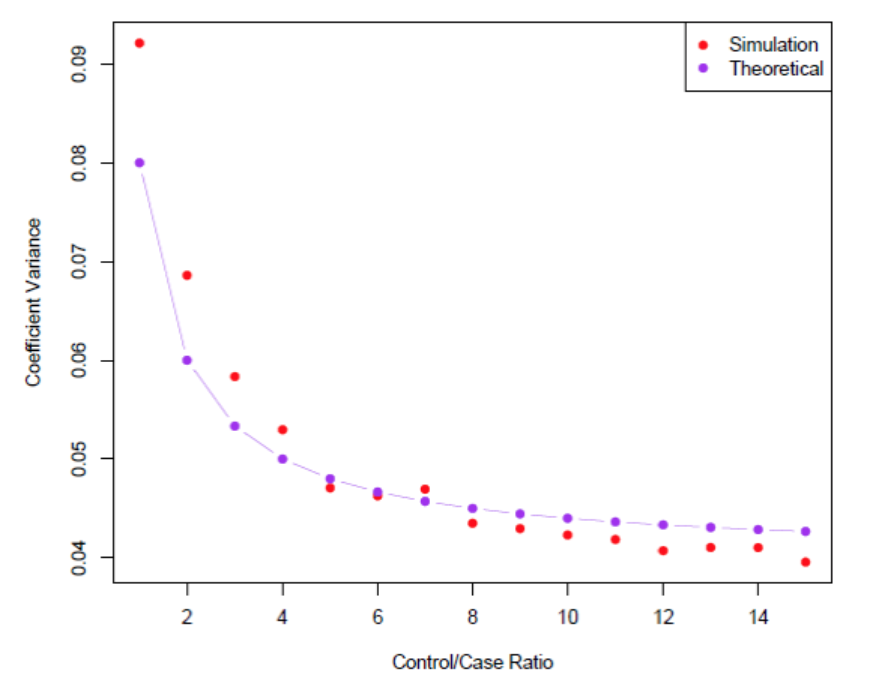 Simulation
Theoretical
Coefficient Variance
0.09
0.08
0.07
0.06
0.05
0.04
2 4 6 8 10 12 14
Control/Case Ratio